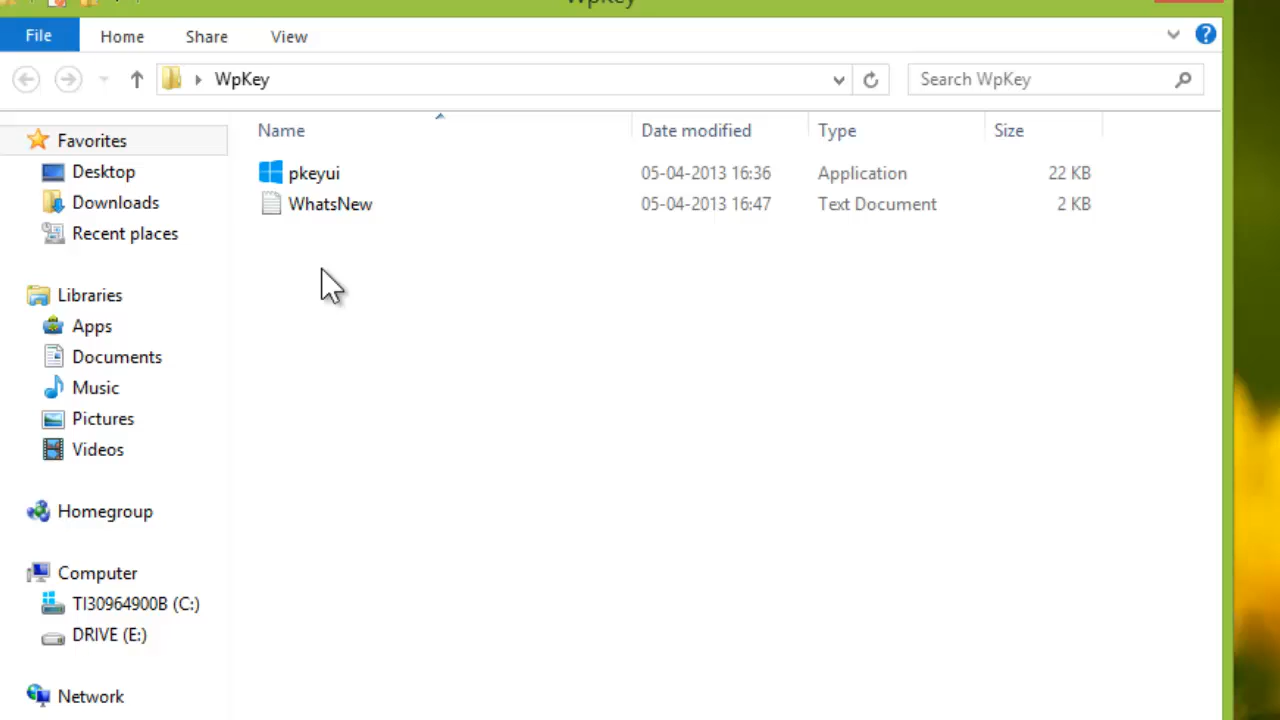 WpKey
File Home Share View
WpKey Search WpKey
Name Date modified Type Size
Favorites
pkeyui 05-04-2013 16:36 Application 22 KB
Desktop
WhatsNew 05-04-2013 16:47 Text Document 2 KB
Downloads
Recent places
Libraries
Apps
Documents
Music
Pictures
Videos
Homegroup
Computer
TI30964900B (C:)
DRIVE (E:)
Network